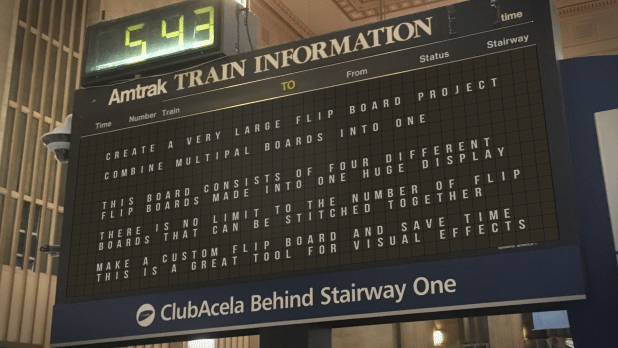 5:43
Amtrak TRAIN INFORMATION
time
Time Number Train TO From Status Stairway
CREATE A VERY LARGE FLIP BOARD PROJECT
COMBINE MULTIPAL BOARDS INTO ONE
THIS BOARD CONSISTS OF FOUR DIFFERENT
FLIP BOARDS MADE INTO ONE HUGE DISPLAY
THERE IS NO LIMIT TO THE NUMBER OF FLIP
BOARDS THAT CAN BE STITCHED TOGETHER
MAKE A CUSTOM FLIP BOARD AND SAVE TIME
THIS IS A GREAT TOOL FOR VISUAL EFFECTS
ClubAcela Behind Stairway One